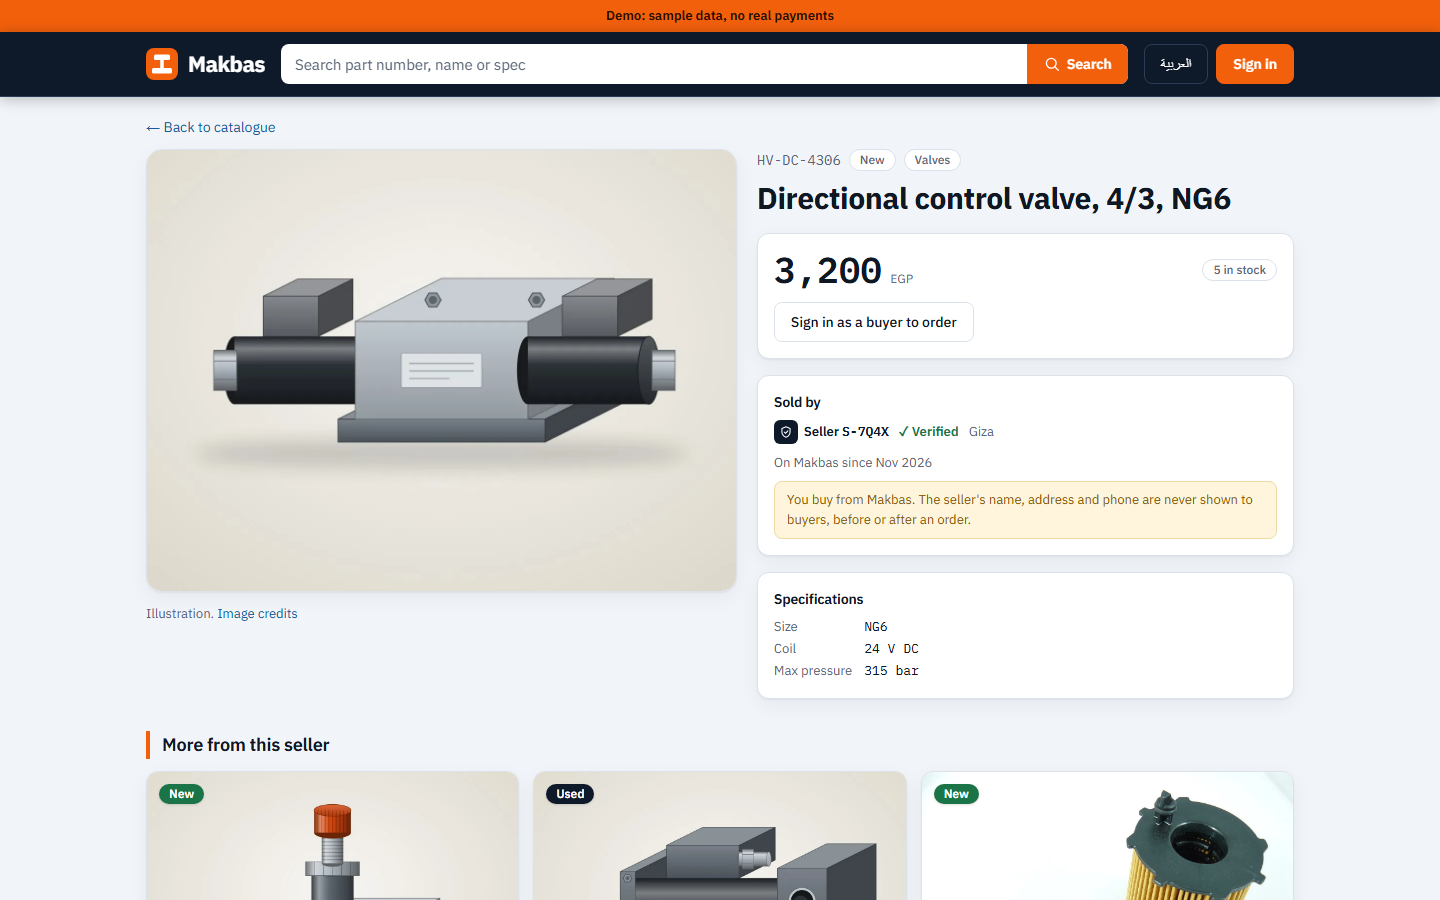 Demo: sample data, no real payments
Makbas
Search part number, name or spec
Search
العربية
Sign in
← Back to catalogue
HV-DC-4306
New
Valves
Directional control valve, 4/3, NG6
3,200 EGP
5 in stock
Sign in as a buyer to order
Sold by
Seller S-7Q4X ✓ Verified Giza
On Makbas since Nov 2026
You buy from Makbas. The seller's name, address and phone are never shown to
buyers, before or after an order.
Illustration. Image credits
Specifications
Size NG6
Coil 24 V DC
Max pressure 315 bar
More from this seller
New
Used
New